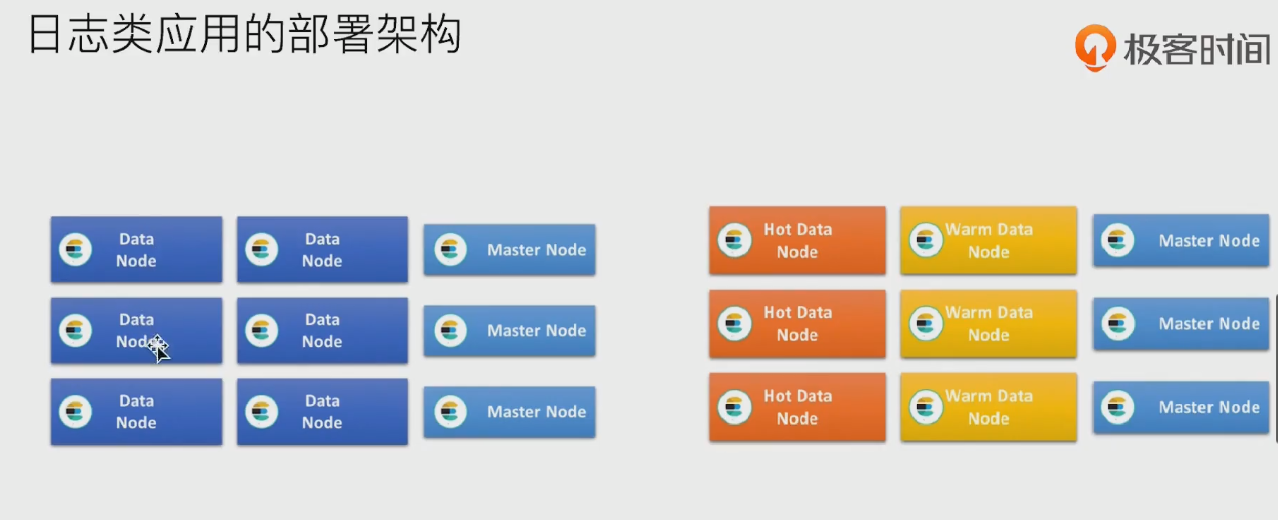 日志类应用的部署架构
极客时间
Data
Node
Data
Node
Master Node
Data
Node
Data
Node
Master Node
Data
Node
Data
Node
Master Node
Hot Data
Node
Warm Data
Node
Master Node
Hot Data
Node
Warm Data
Node
Master Node
Hot Data
Node
Warm Data
Node
Master Node